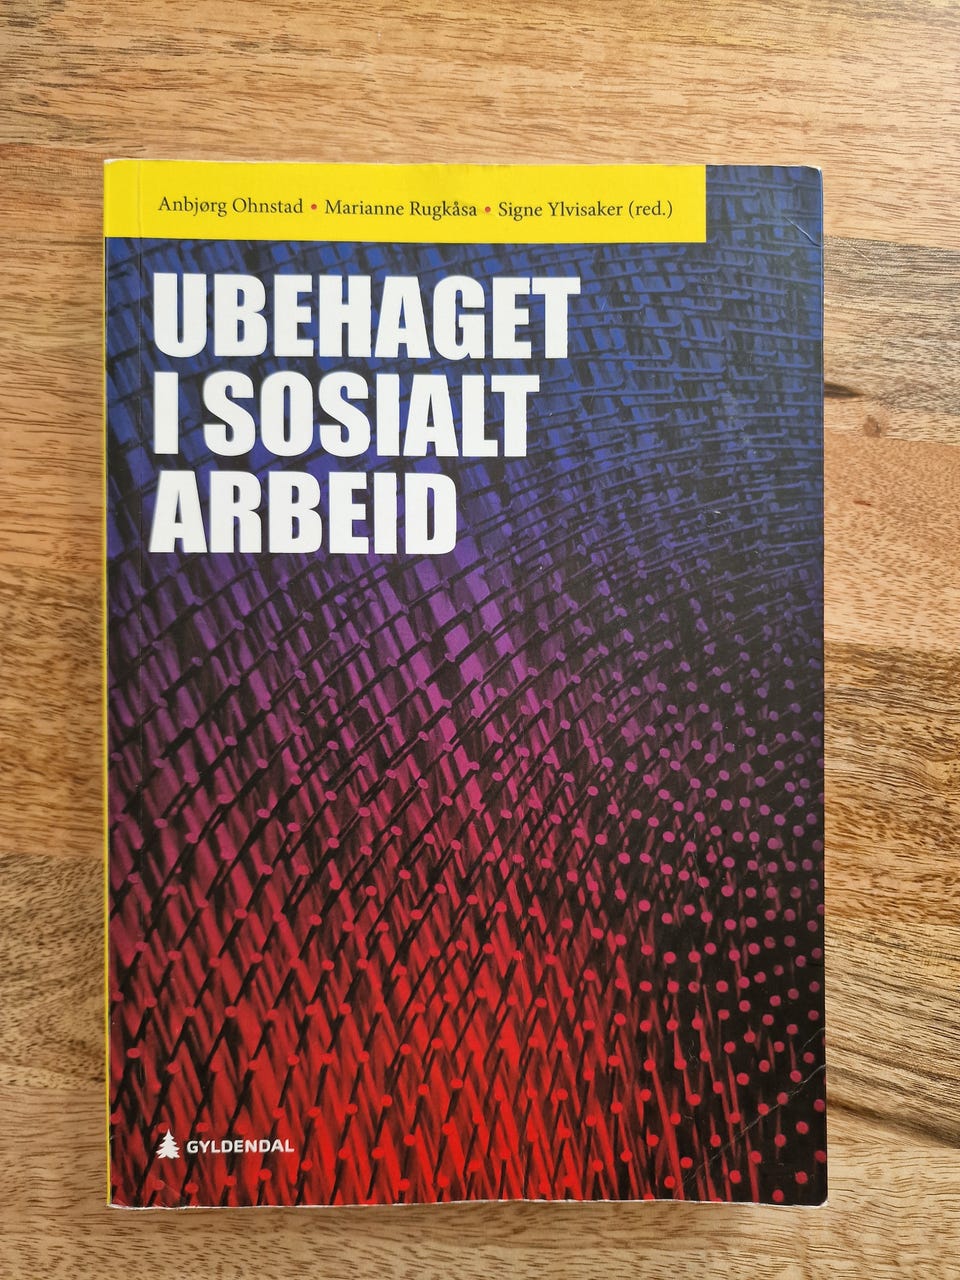 Anbjørg Ohnstad • Marianne Rugkåsa • Signe Ylvisaker (red.)
UBEHAGET
I SOSIALT
ARBEID
GYLDENDAL